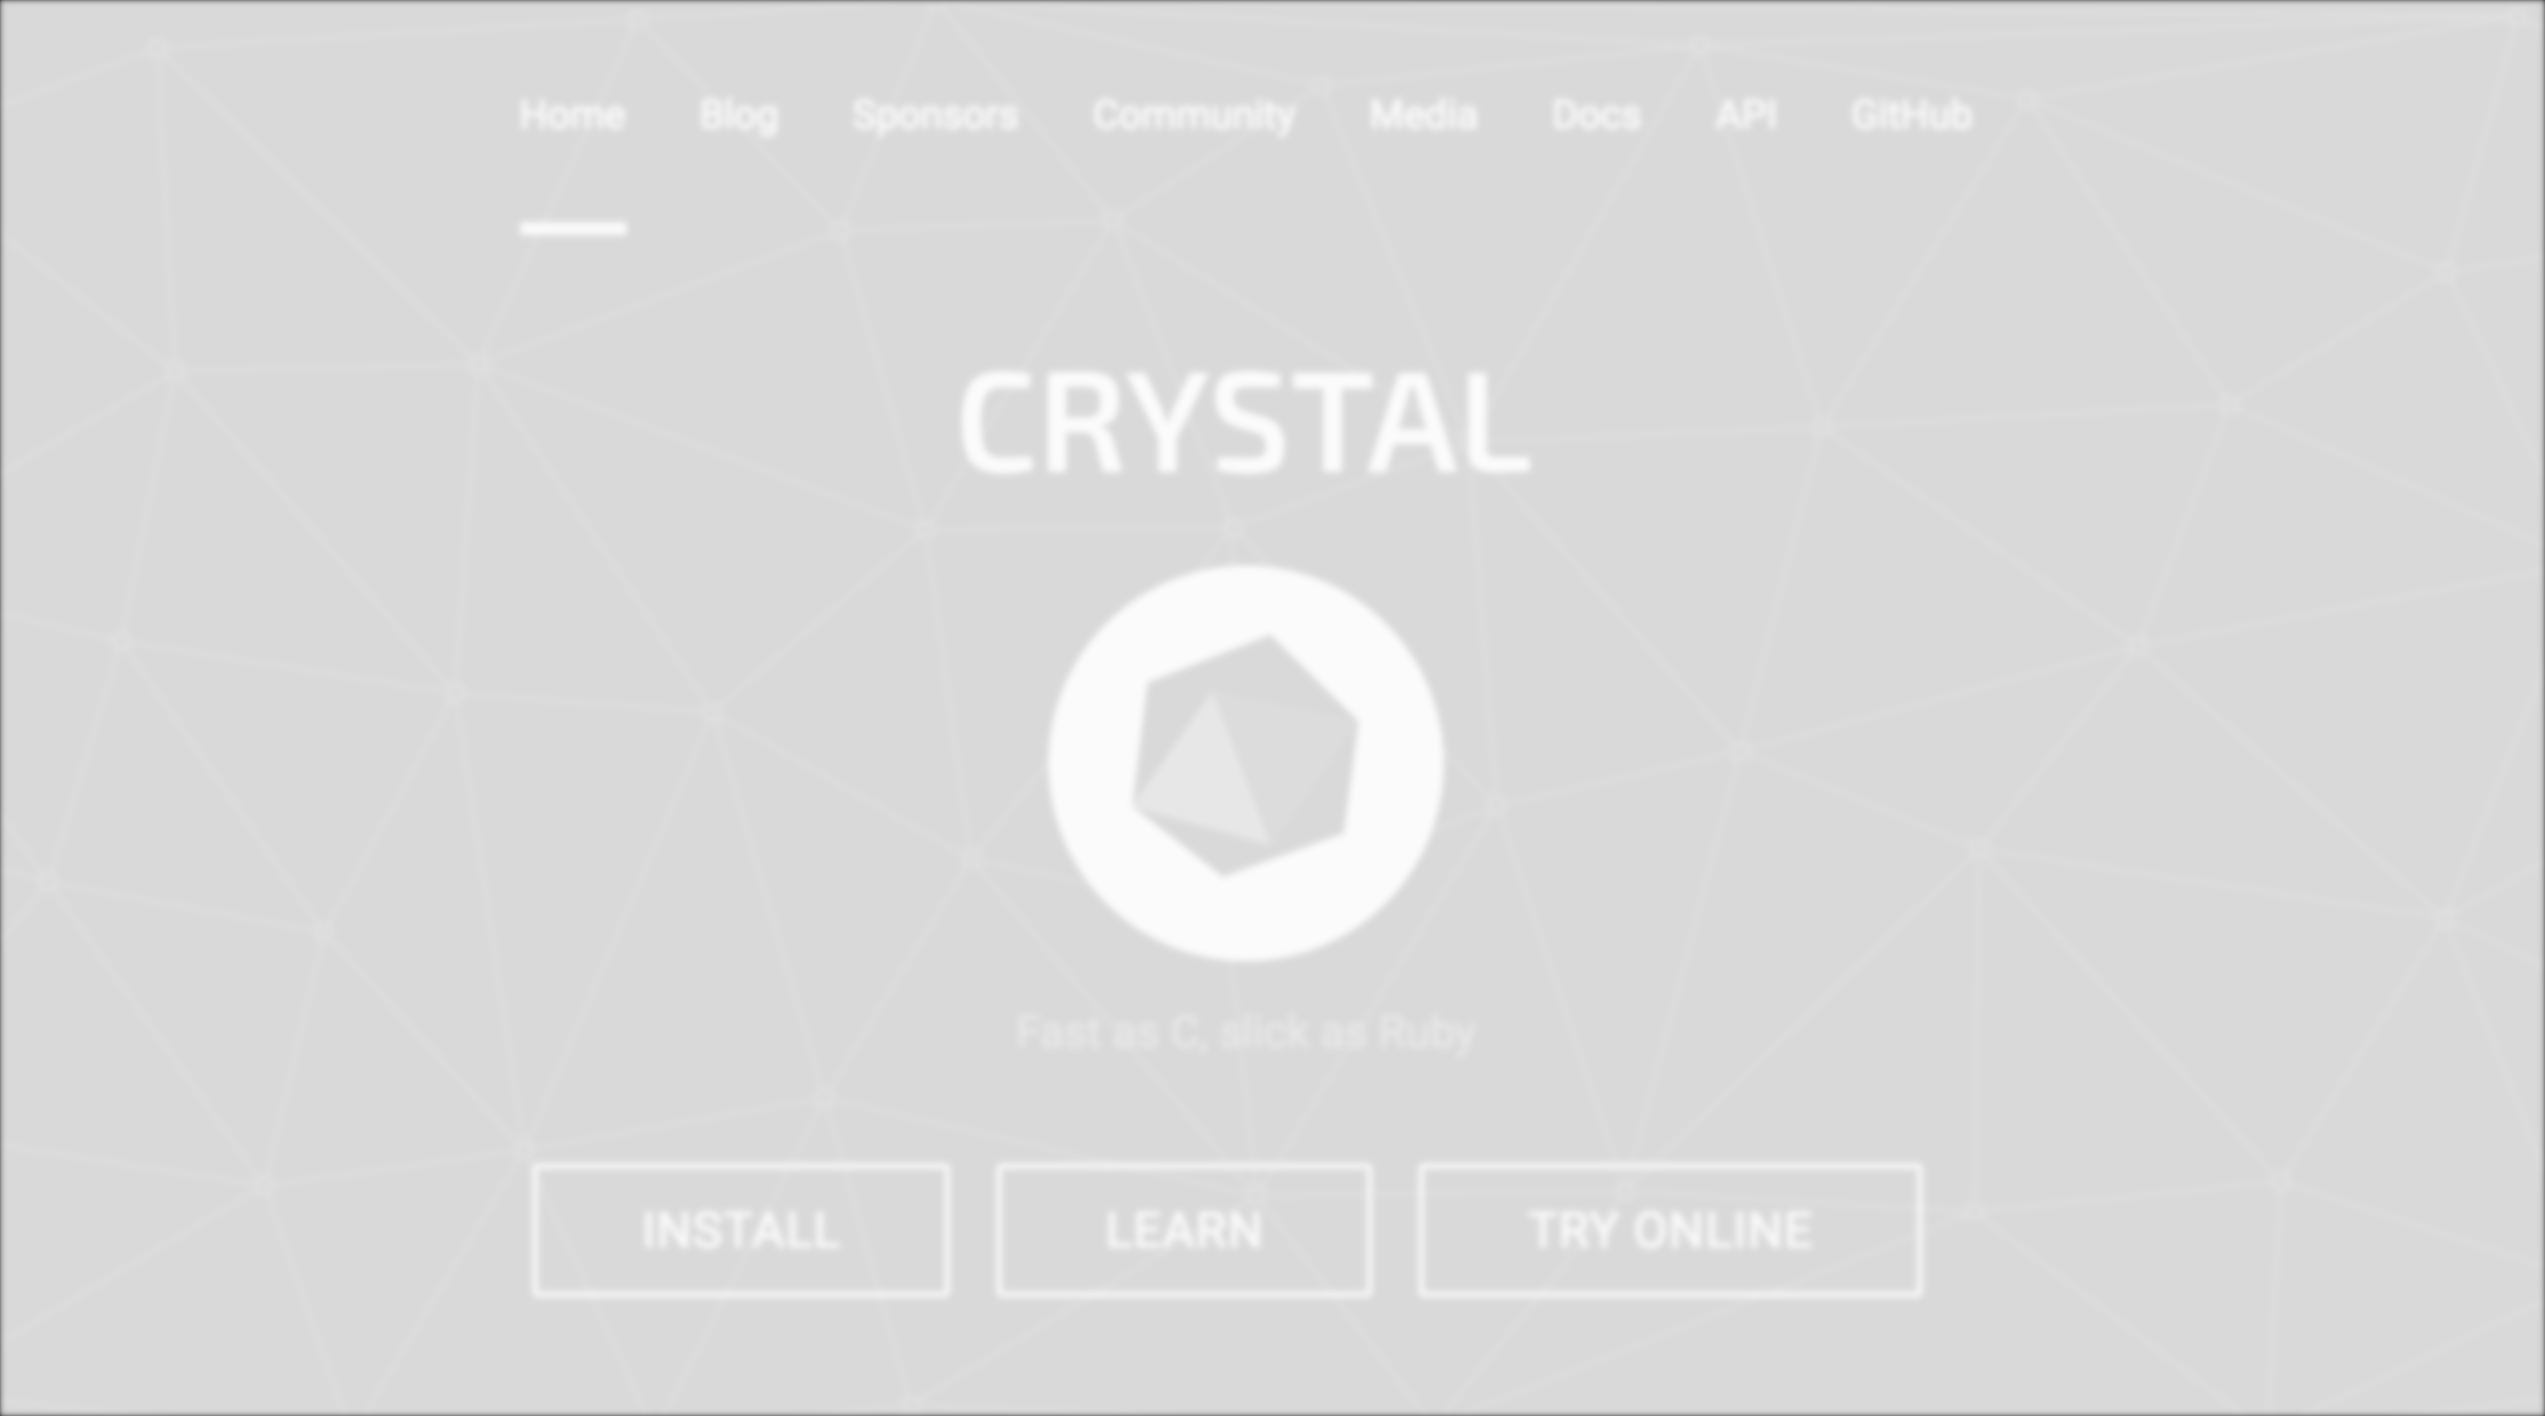 Home Blog Sponsors Community Media Docs API GitHub
CRYSTAL
Fast as C, slick as Ruby
INSTALL LEARN TRY ONLINE